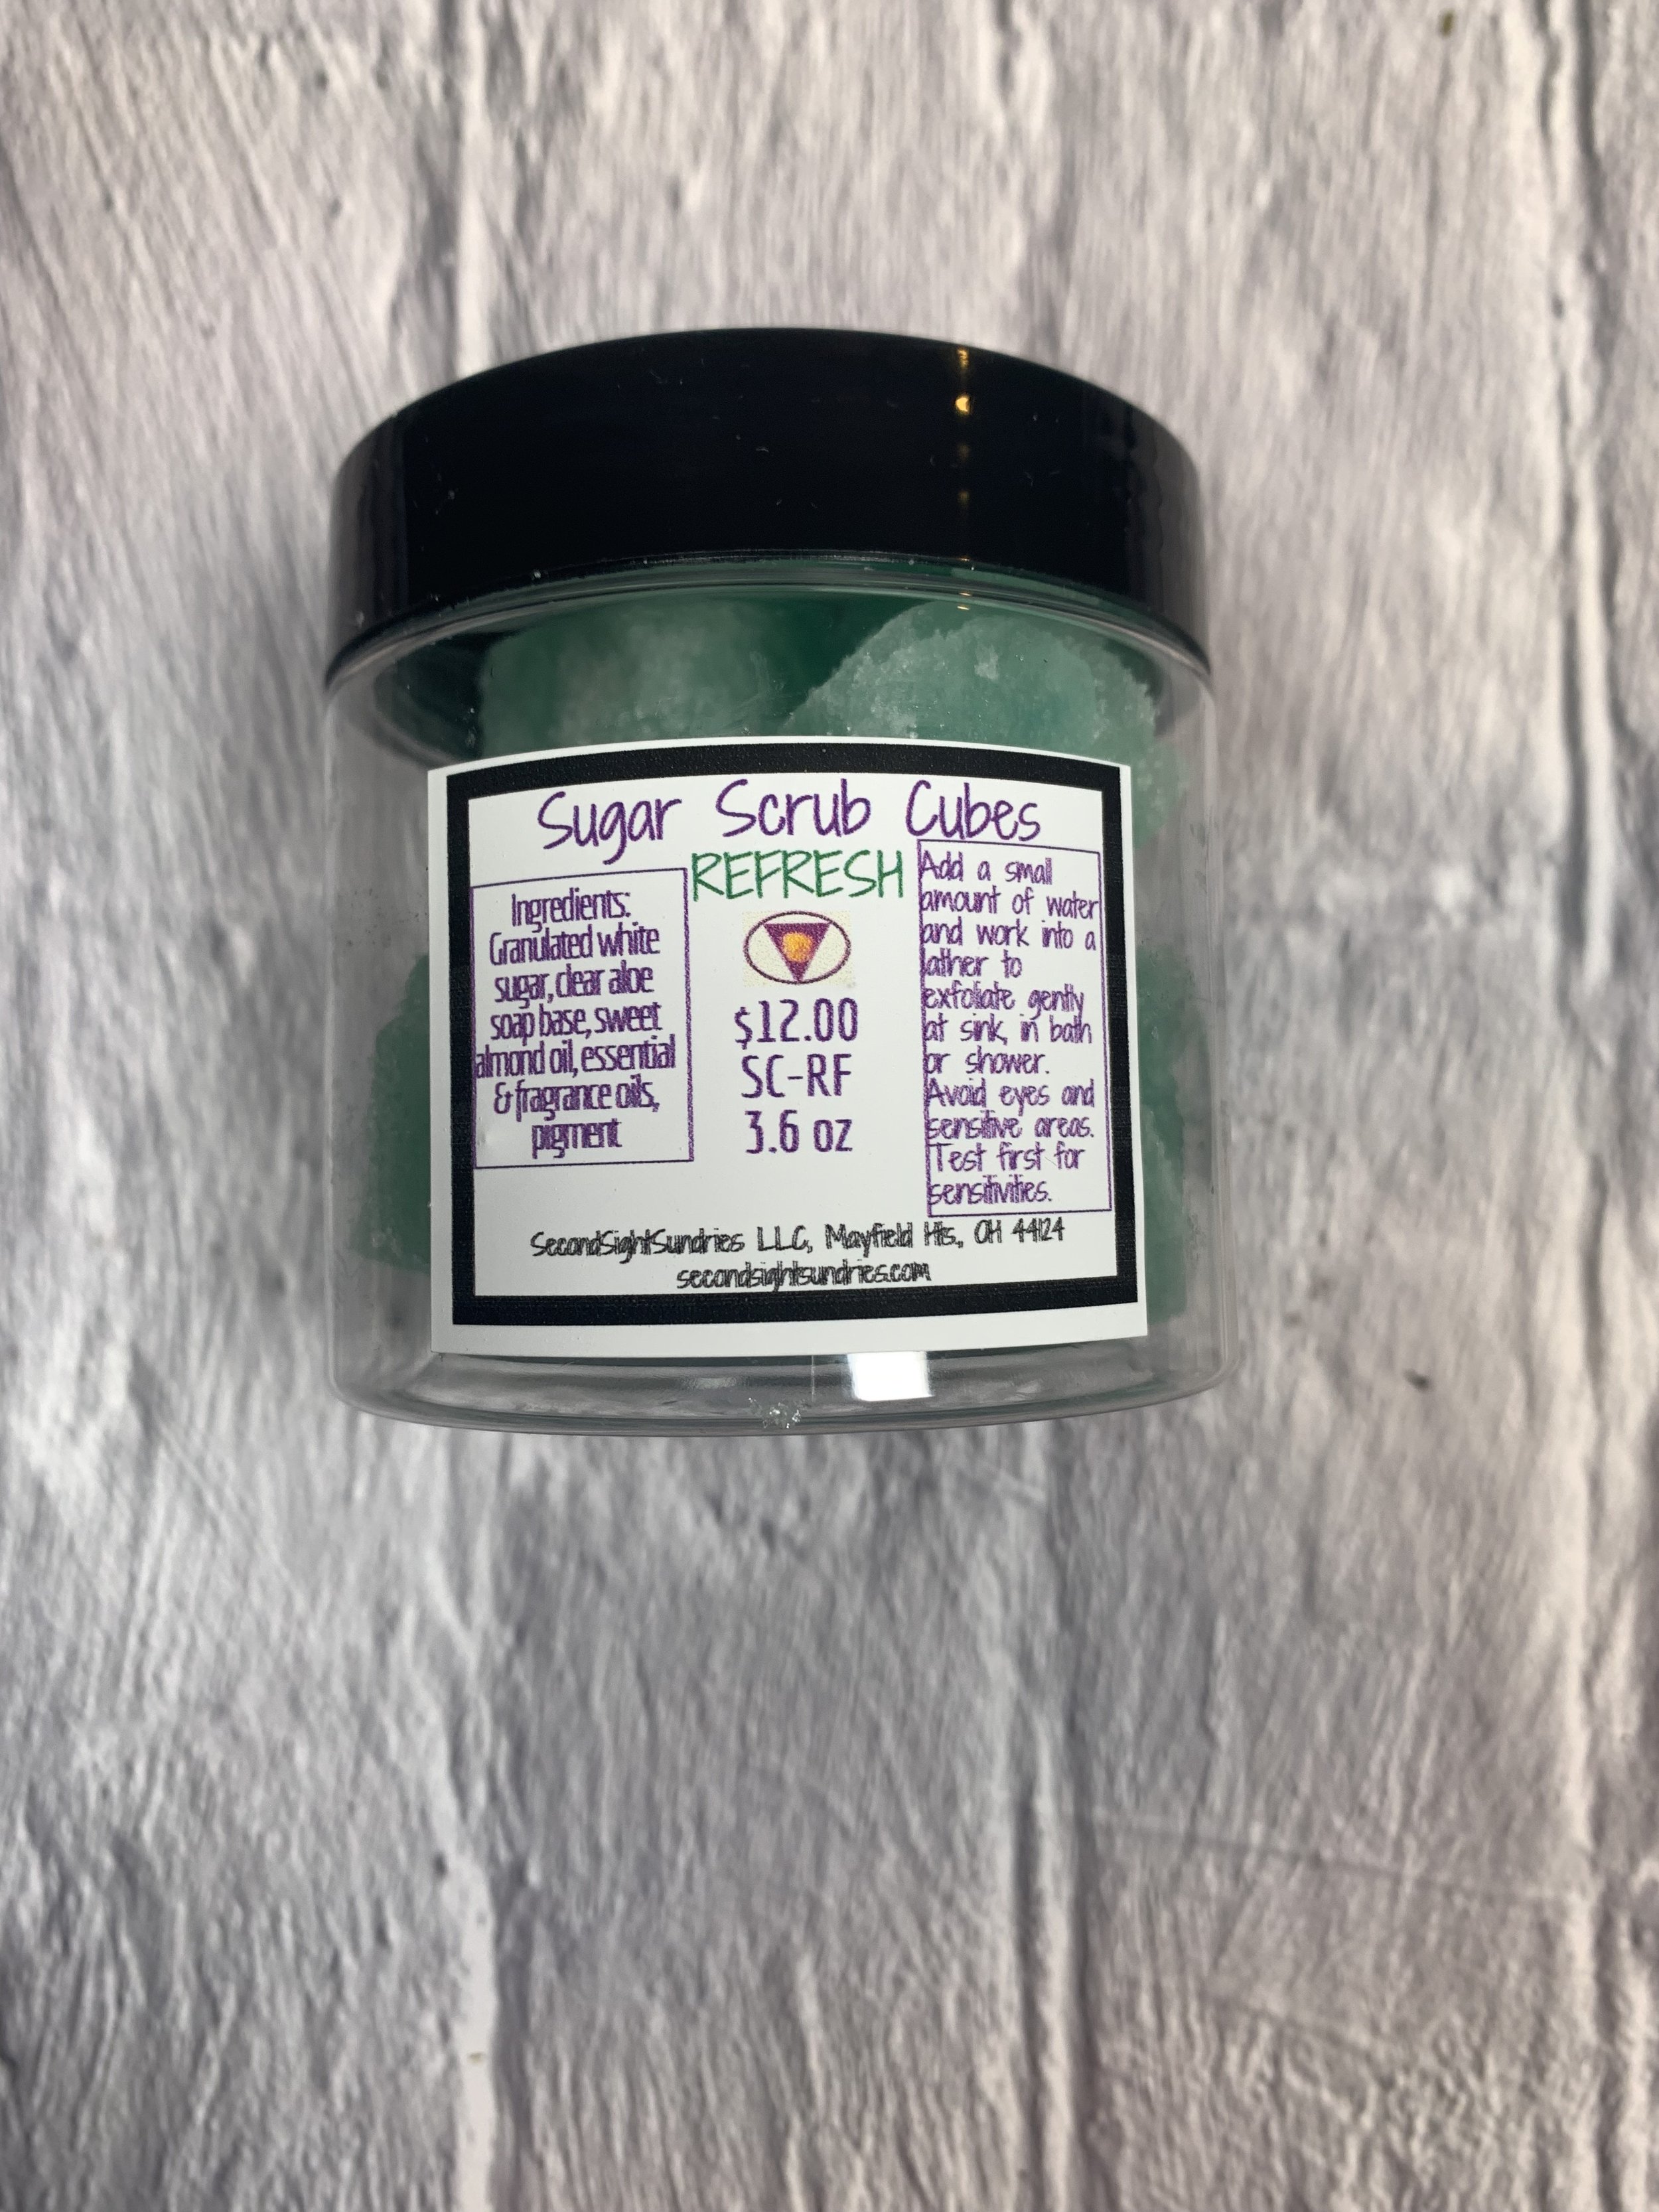 Sugar Scrub Cubes
REFRESH
Ingredients:
Granulated white
sugar, clear aloe
soap base, sweet
almond oil, essential
& fragrance oils,
pigment
$12.00
SC-RF
3.6 oz
Add a small
amount of water
and work into a
lather to
exfoliate gently
at sink, in bath
or shower.
Avoid eyes and
sensitive areas.
Test first for
sensitivities.
SecondSightSundries LLC, Mayfield Hts., OH 44124
secondsightsundries.com